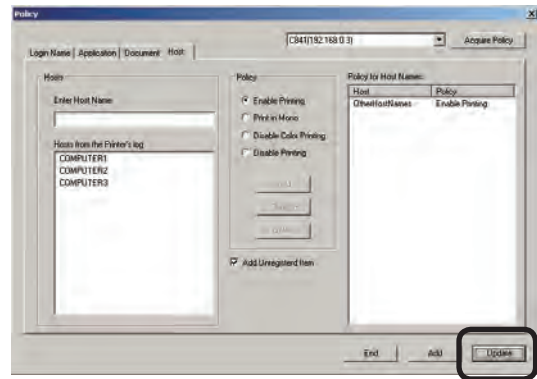 Policy
C841(192.168.0.3)
Acquire Policy
Login Name
Application
Document
Host
Hosts
Enter Host Name:
Hosts from the Printer's log
COMPUTER1
COMPUTER2
COMPUTER3
Policy
Enable Printing
Print in Mono
Disable Color Printing
Disable Printing
Add Unregisterd Item
Policy for Host Names:
Host Policy
OtherHostNames Enable Printing
End
Add
Update